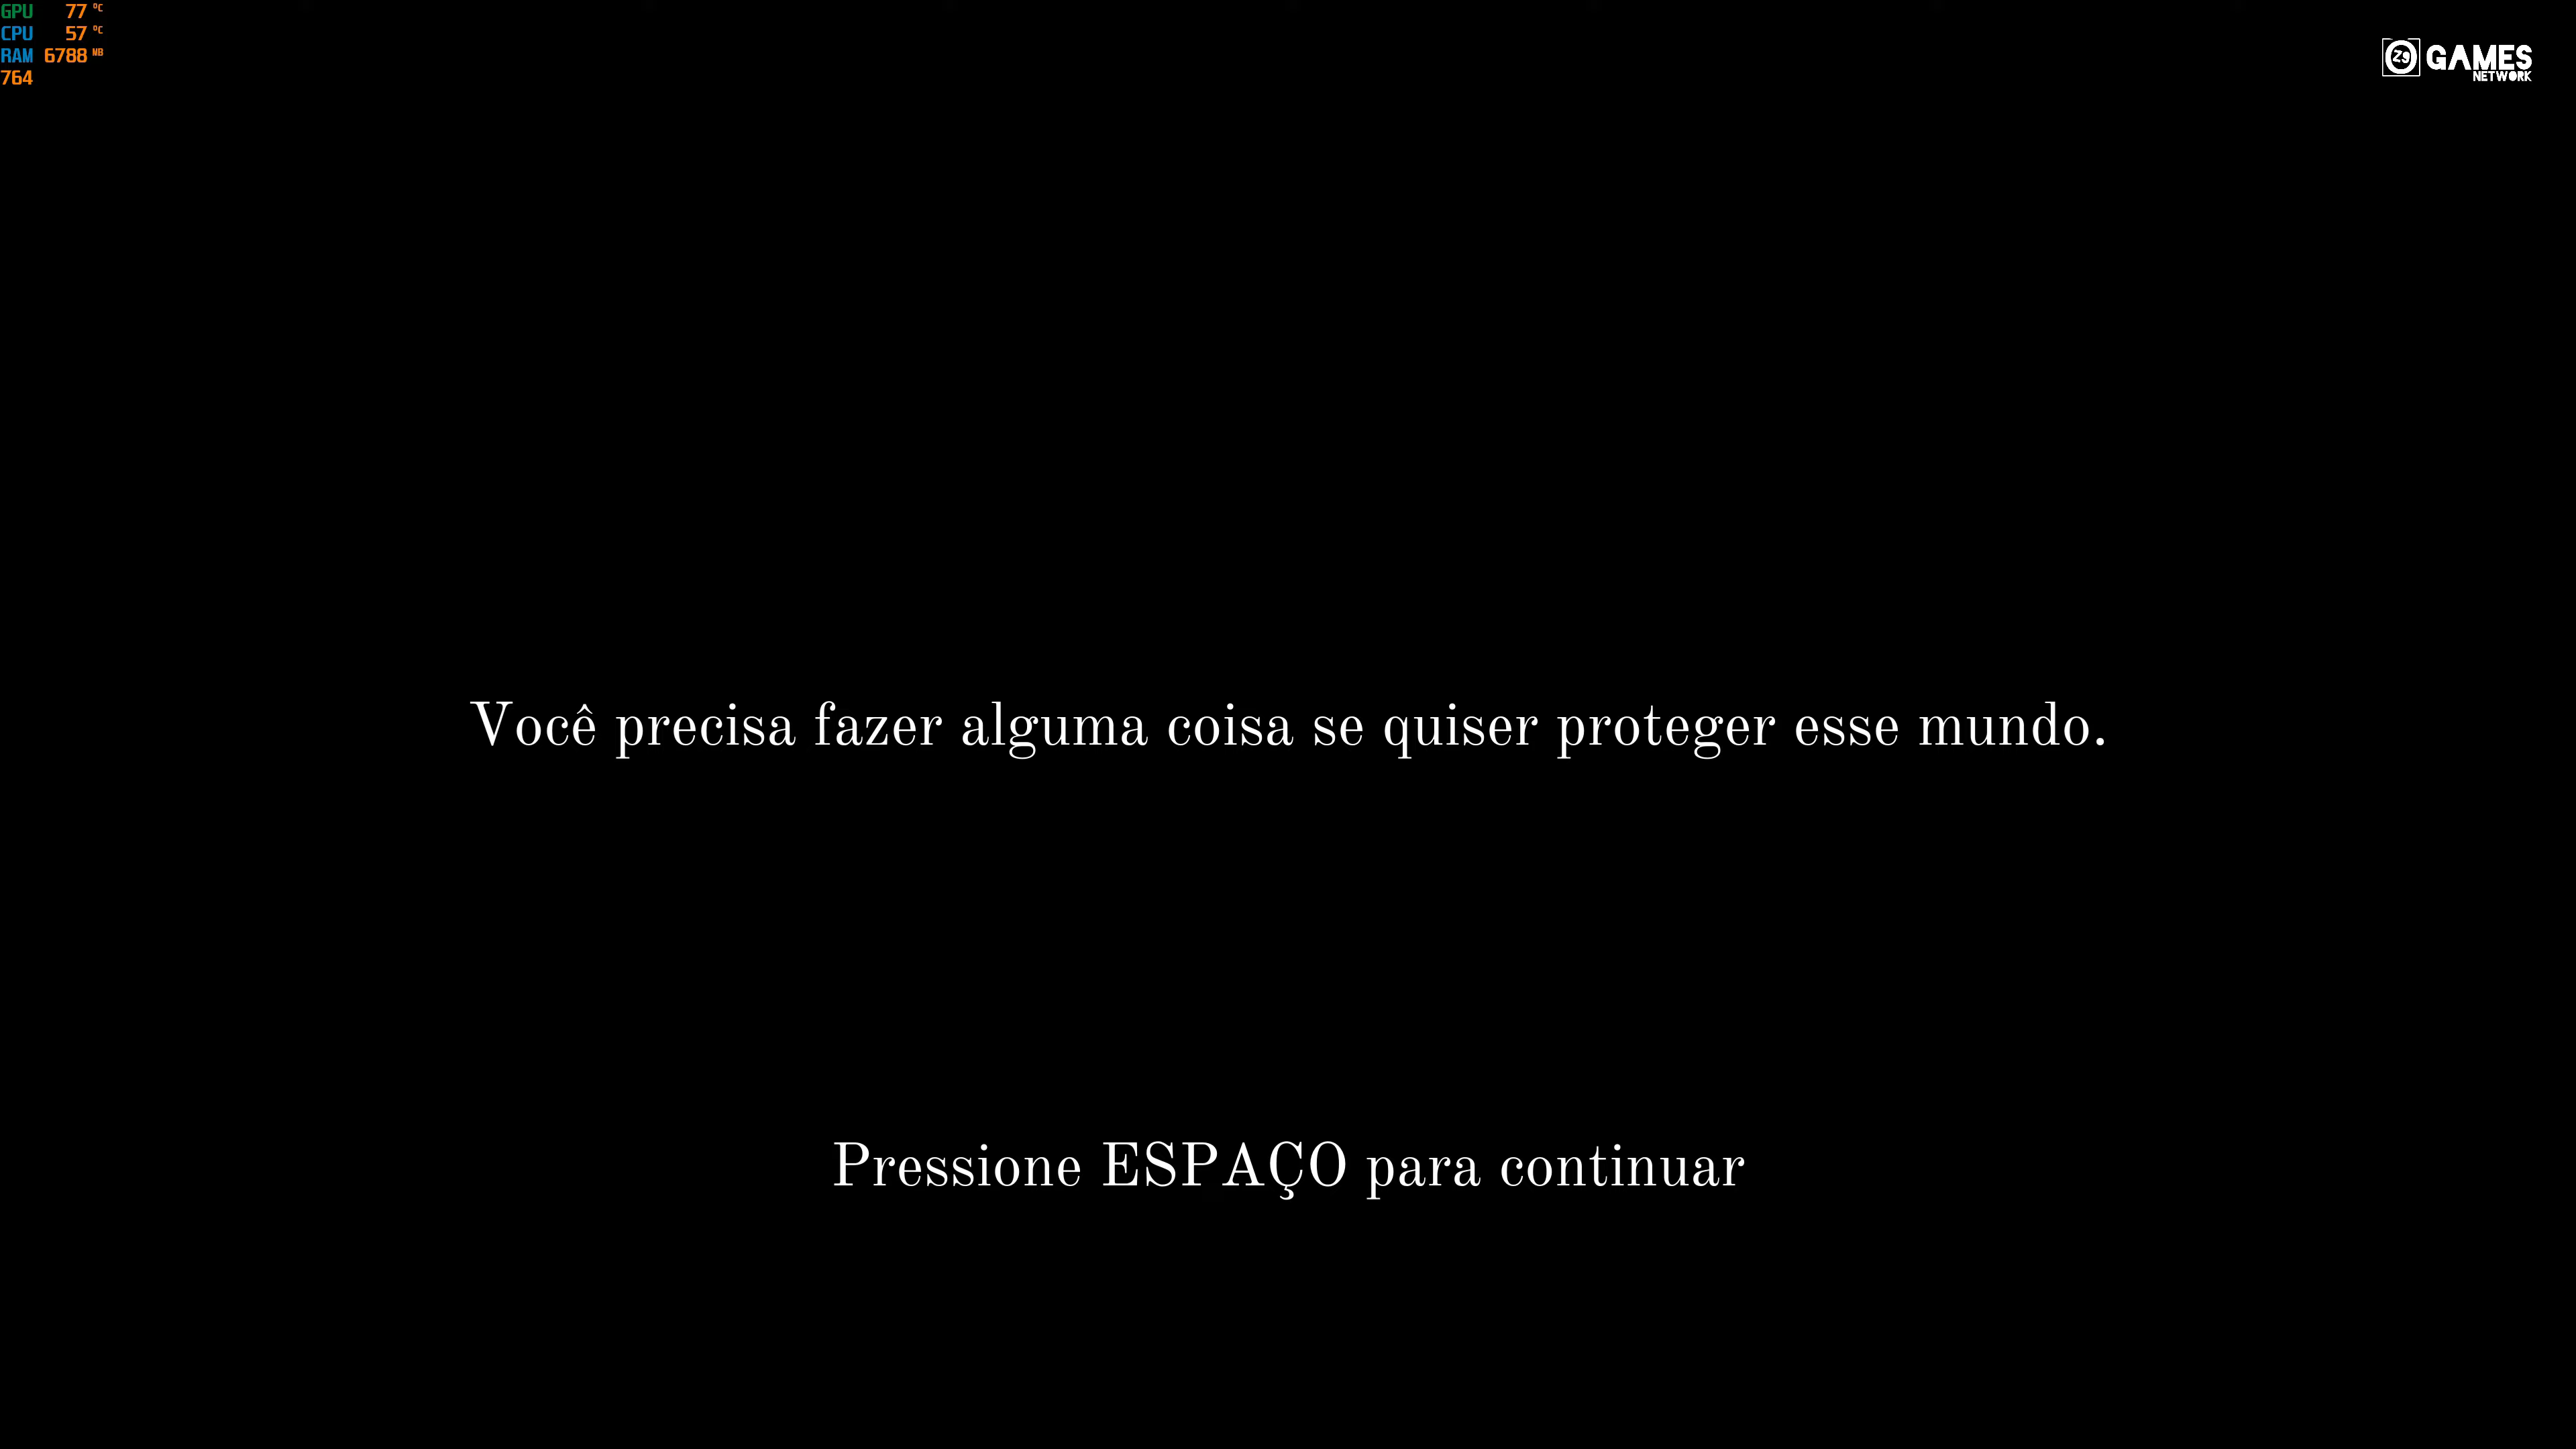 GPU 77 °C
CPU 57 °C
RAM 6788 MB
764
Z9 GAMES
NETWORK
Você precisa fazer alguma coisa se quiser proteger esse mundo.
Pressione ESPAÇO para continuar